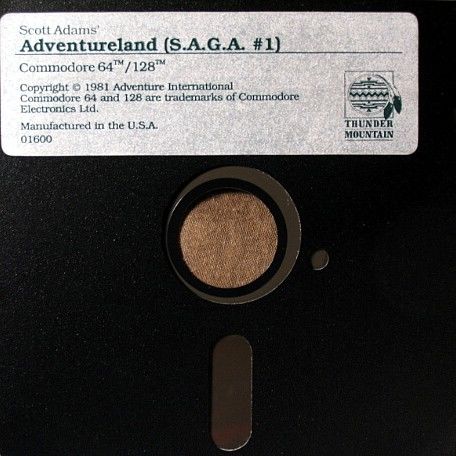 Scott Adams'
Adventureland (S.A.G.A. #1)
Commodore 64™/128™
Copyright © 1981 Adventure International
Commodore 64 and 128 are trademarks of Commodore
Electronics Ltd.
Manufactured in the U.S.A.
01600
THUNDER
MOUNTAIN